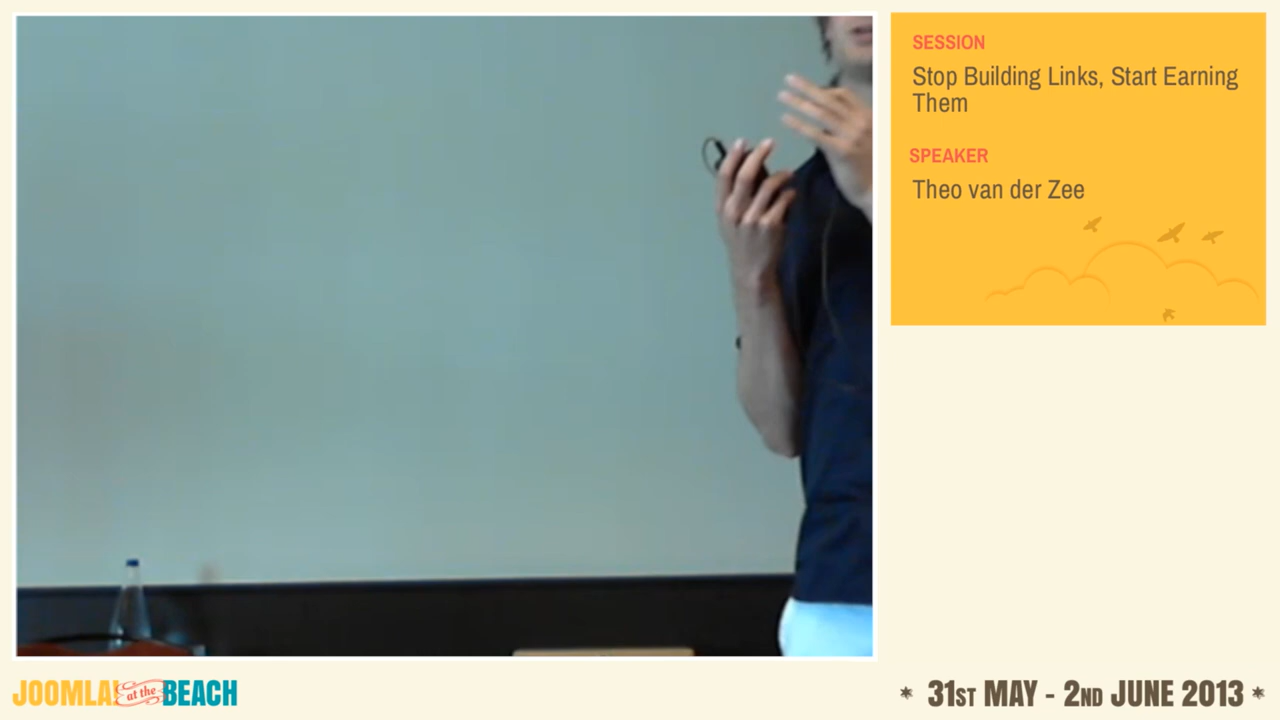 SESSION
Stop Building Links, Start Earning
Them
SPEAKER
Theo van der Zee
JOOMLA! at the BEACH
* 31ST MAY - 2ND JUNE 2013 *